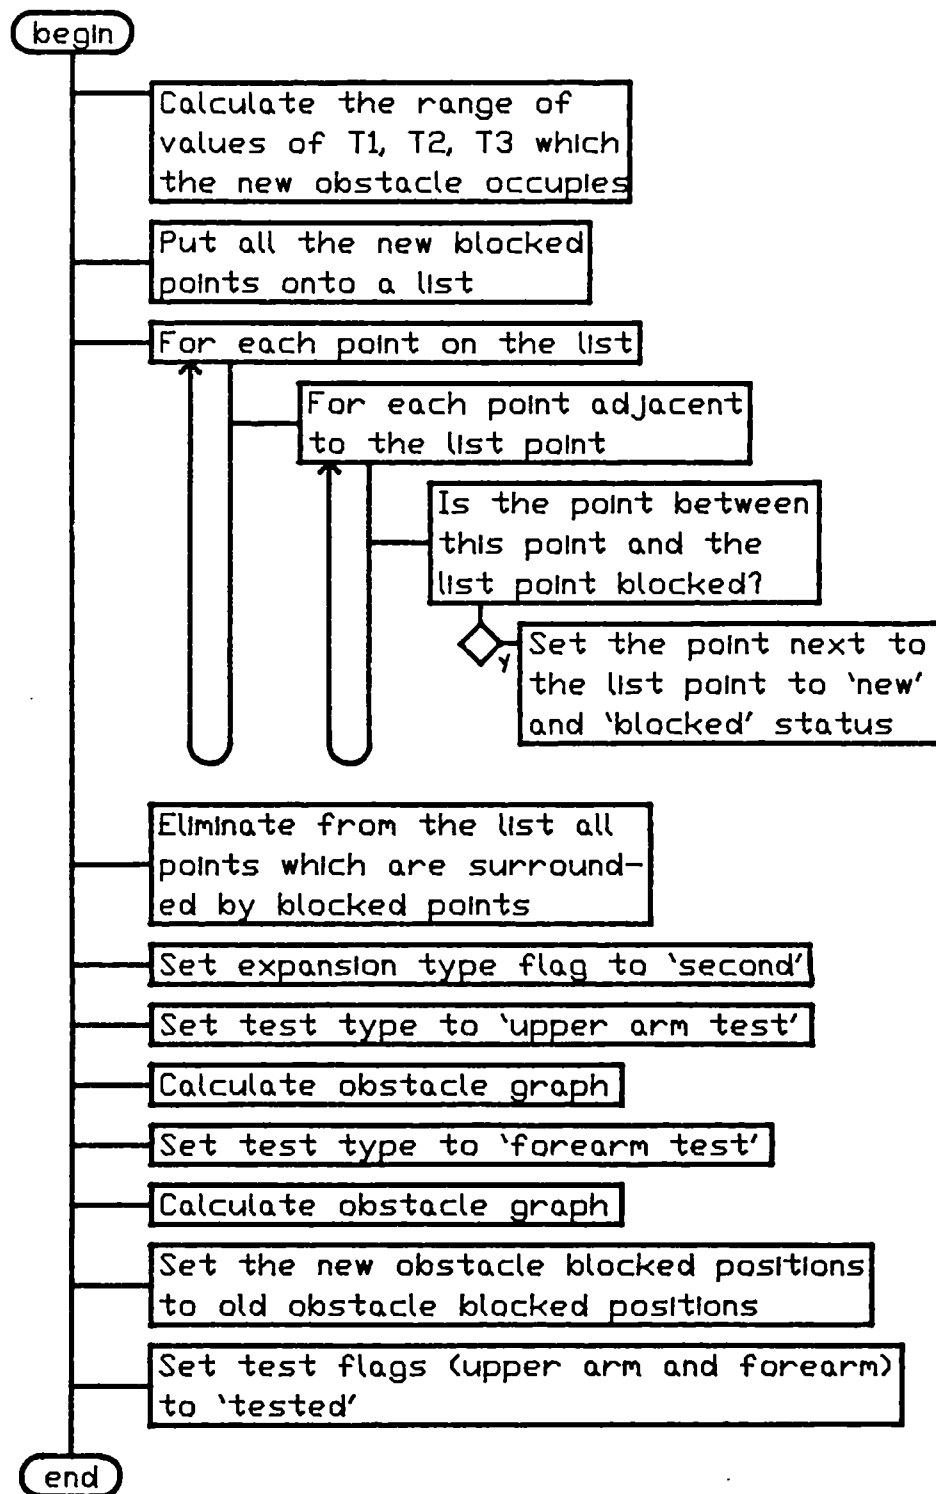 begin
Calculate the range of
values of T1, T2, T3 which
the new obstacle occupies
Put all the new blocked
points onto a list
For each point on the list
For each point adjacent
to the list point
Is the point between
this point and the
list point blocked?
Y
Set the point next to
the list point to ‘new’
and ‘blocked’ status
Eliminate from the list all
points which are surround-
ed by blocked points
Set expansion type flag to ‘second’
Set test type to ‘upper arm test’
Calculate obstacle graph
Set test type to ‘forearm test’
Calculate obstacle graph
Set the new obstacle blocked positions
to old obstacle blocked positions
Set test flags (upper arm and forearm)
to ‘tested’
end